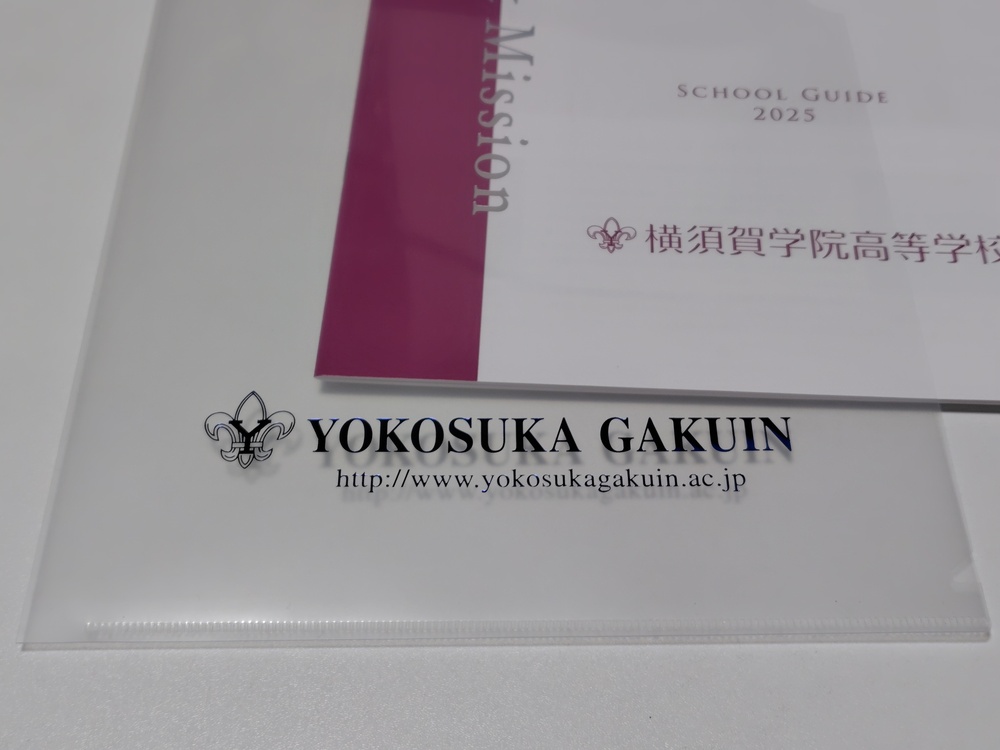 Mission
SCHOOL GUIDE
2025
横須賀学院高等学校
YOKOSUKA GAKUIN
http://www.yokosukagakuin.ac.jp